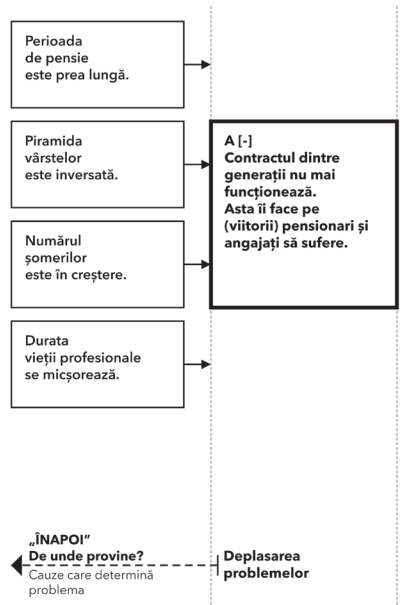 Perioada
de pensie
este prea lungă.
Piramida
vârstelor
este inversată.
Numărul
șomerilor
este în creștere.
Durata
vieții profesionale
se micșorează.
A [-]
Contractul dintre
generații nu mai
funcționează.
Asta îi face pe
(viitorii) pensionari și
angajați să sufere.
„ÎNAPOI”
De unde provine?
Cauze care determină
problema
Deplasarea
problemelor